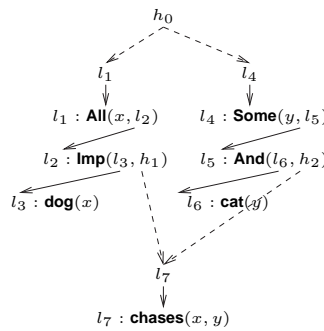 h₀
l₁ l₄
l₁ : All(x, l₂) l₄ : Some(y, l₅)
l₂ : Imp(l₃, h₁) l₅ : And(l₆, h₂)
l₃ : dog(x) l₆ : cat(y)
l₇
l₇ : chases(x, y)